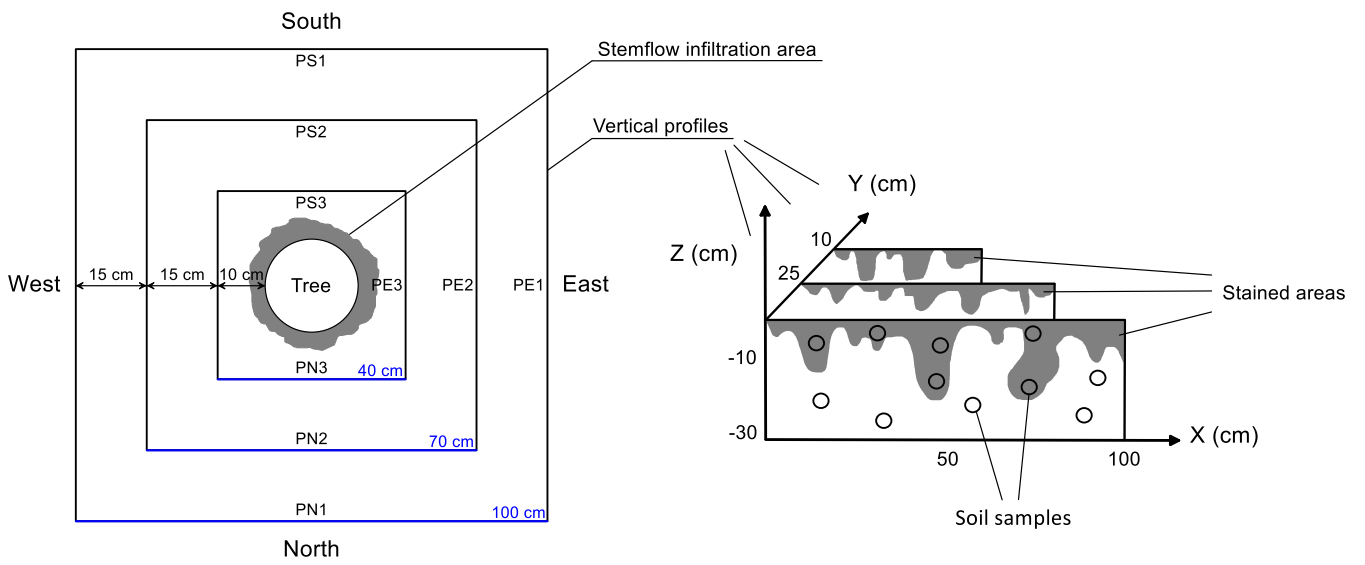 South
PS1
PS2
PS3
West
15 cm
15 cm
10 cm
Tree
PE3
PE2
PE1
East
PN3
40 cm
PN2
70 cm
PN1
100 cm
North
Stemflow infiltration area
Vertical profiles
Y (cm)
Z (cm)
10
25
Stained areas
-10
-30
X (cm)
50
100
Soil samples